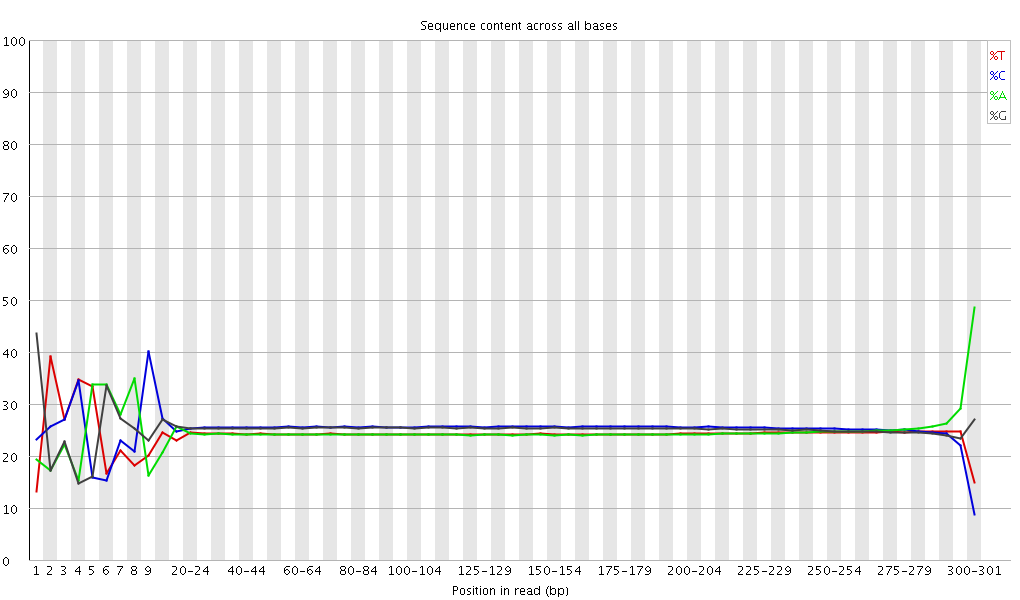 Sequence content across all bases
100
90
80
70
60
50
40
30
20
10
0
%T
%C
%A
%G
1 2 3 4 5 6 7 8 9 20-24 40-44 60-64 80-84 100-104 125-129 150-154 175-179 200-204 225-229 250-254 275-279 300-301
Position in read (bp)